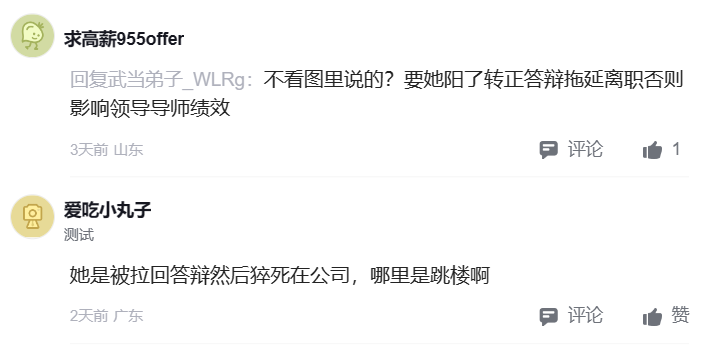 求高薪955offer
回复武当弟子_WLRg：不看图里说的？要她阳了转正答辩拖延离职否则
影响领导导师绩效
3天前 山东
评论
1
爱吃小丸子
测试
她是被拉回答辩然后猝死在公司，哪里是跳楼啊
2天前 广东
评论
赞